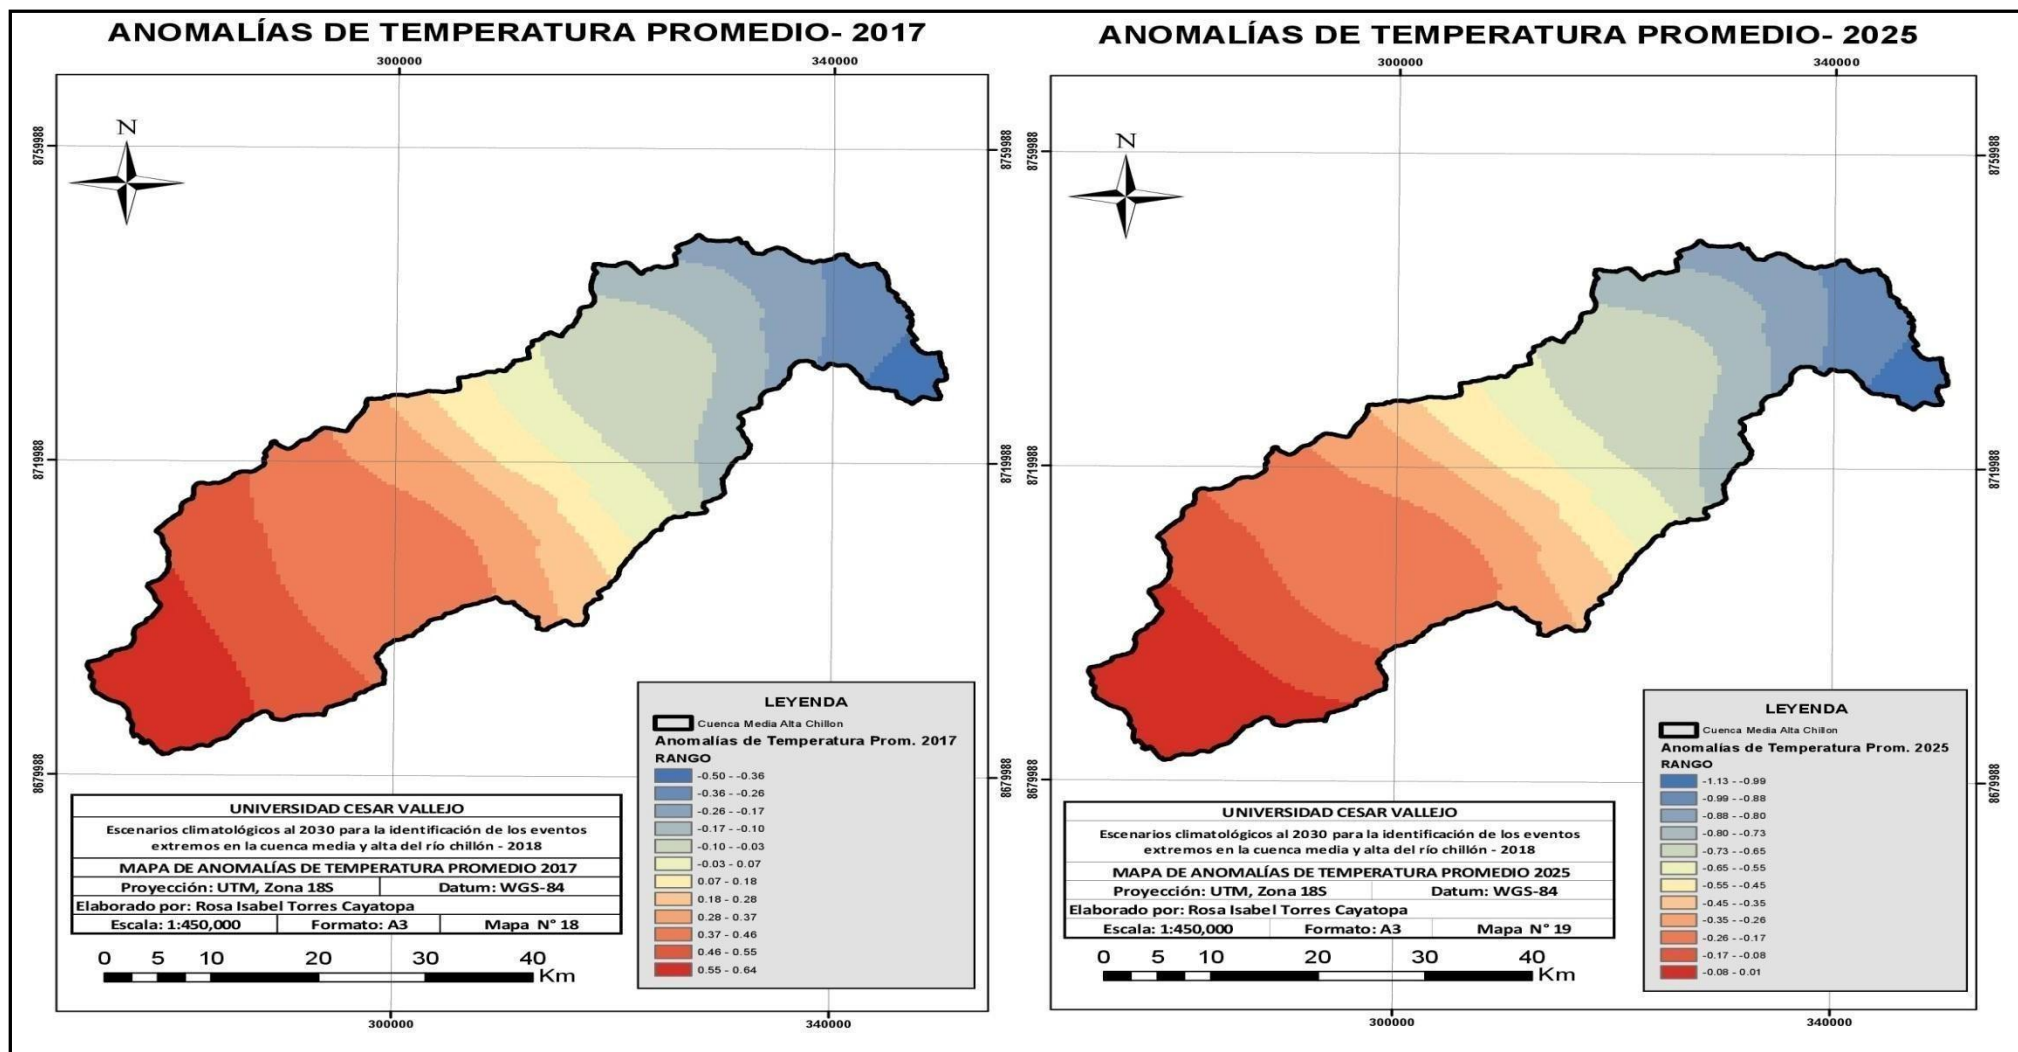 ANOMALÍAS DE TEMPERATURA PROMEDIO- 2017
300000
340000
N
8759988
8759988
8719988
8719988
8679988
8679988
LEYENDA
Cuenca Media Alta Chillon
Anomalías de Temperatura Prom. 2017
RANGO
-0.50 - -0.36
-0.36 - -0.26
-0.26 - -0.17
-0.17 - -0.10
-0.10 - -0.03
-0.03 - 0.07
0.07 - 0.18
0.18 - 0.28
0.28 - 0.37
0.37 - 0.46
0.46 - 0.55
0.55 - 0.64
UNIVERSIDAD CESAR VALLEJO
Escenarios climatológicos al 2030 para la identificación de los eventos
extremos en la cuenca media y alta del río chillón - 2018
MAPA DE ANOMALÍAS DE TEMPERATURA PROMEDIO 2017
Proyección: UTM, Zona 18S Datum: WGS-84
Elaborado por: Rosa Isabel Torres Cayatopa
Escala: 1:450,000 Formato: A3 Mapa N° 18
0 5 10 20 30 40
Km
300000
340000
ANOMALÍAS DE TEMPERATURA PROMEDIO- 2025
300000
340000
N
8759988
8759988
8719988
8719988
8679988
8679988
LEYENDA
Cuenca Media Alta Chillon
Anomalías de Temperatura Prom. 2025
RANGO
-1.13 - -0.99
-0.99 - -0.88
-0.88 - -0.80
-0.80 - -0.73
-0.73 - -0.65
-0.65 - -0.55
-0.55 - -0.45
-0.45 - -0.35
-0.35 - -0.26
-0.26 - -0.17
-0.17 - -0.08
-0.08 - 0.01
UNIVERSIDAD CESAR VALLEJO
Escenarios climatológicos al 2030 para la identificación de los eventos
extremos en la cuenca media y alta del río chillón - 2018
MAPA DE ANOMALÍAS DE TEMPERATURA PROMEDIO 2025
Proyección: UTM, Zona 18S Datum: WGS-84
Elaborado por: Rosa Isabel Torres Cayatopa
Escala: 1:450,000 Formato: A3 Mapa N° 19
0 5 10 20 30 40
Km
300000
340000